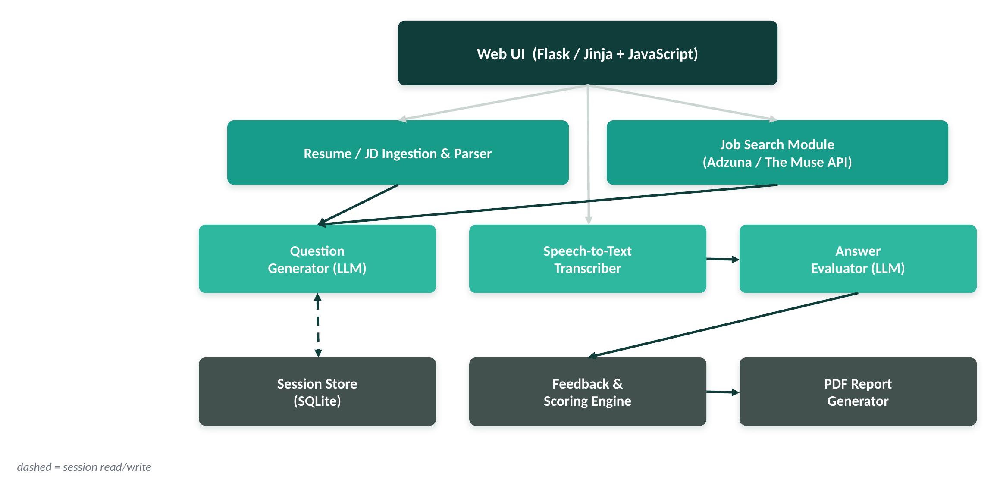 Web UI  (Flask / Jinja + JavaScript)
Resume / JD Ingestion & Parser
Job Search Module
(Adzuna / The Muse API)
Question
Generator (LLM)
Speech-to-Text
Transcriber
Answer
Evaluator (LLM)
Session Store
(SQLite)
Feedback &
Scoring Engine
PDF Report
Generator
dashed = session read/write